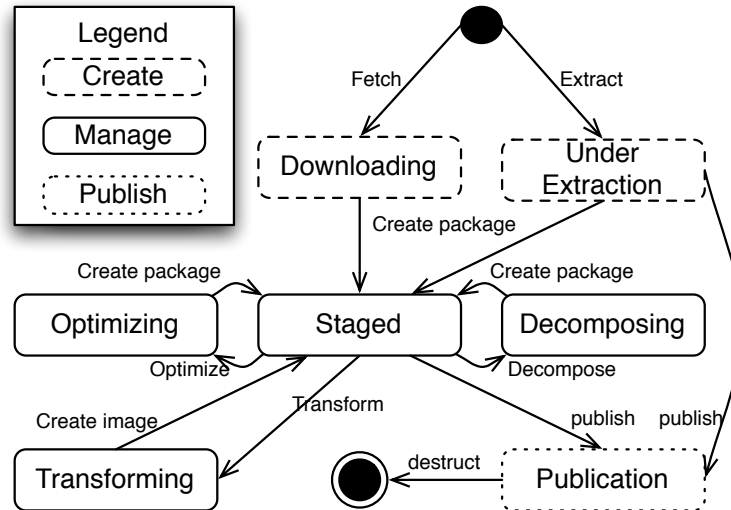 Legend
Create
Manage
Publish
Fetch
Extract
Downloading
Under
Extraction
Create package
Create package
Create package
Optimizing
Staged
Decomposing
Optimize
Decompose
Create image
Transform
publish
publish
Transforming
destruct
Publication